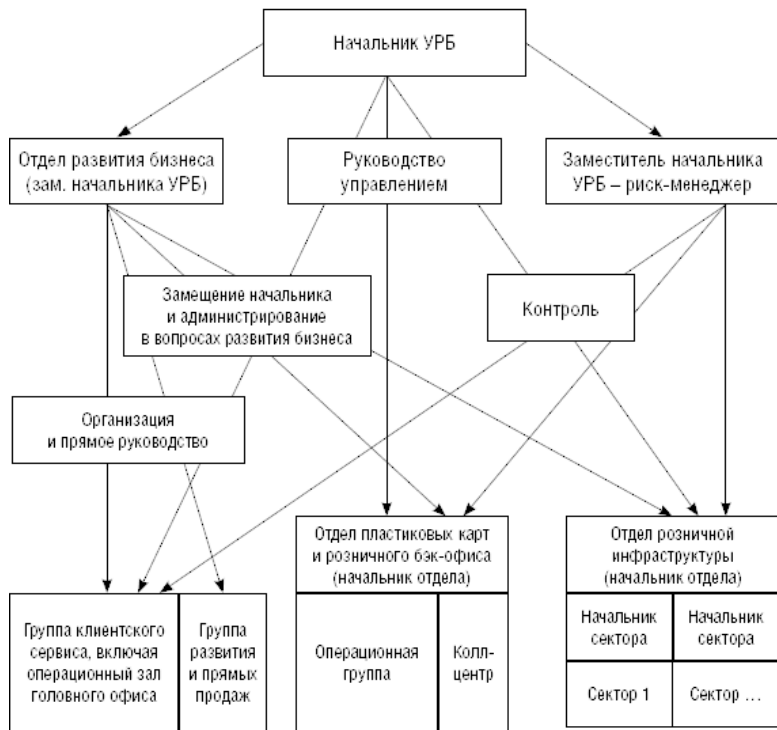 Начальник УРБ
Отдел развития бизнеса
(зам. начальника УРБ)
Руководство
управлением
Заместитель начальника
УРБ – риск-менеджер
Замещение начальника
и администрирование
в вопросах развития бизнеса
Контроль
Организация
и прямое руководство
Отдел пластиковых карт
и розничного бэк-офиса
(начальник отдела)
Отдел розничной
инфраструктуры
(начальник отдела)
Группа клиентского
сервиса, включая
операционный зал
головного офиса
Группа
развития
и прямых
продаж
Операционная
группа
Колл-
центр
Начальник
сектора
Начальник
сектора
Сектор 1
Сектор ...